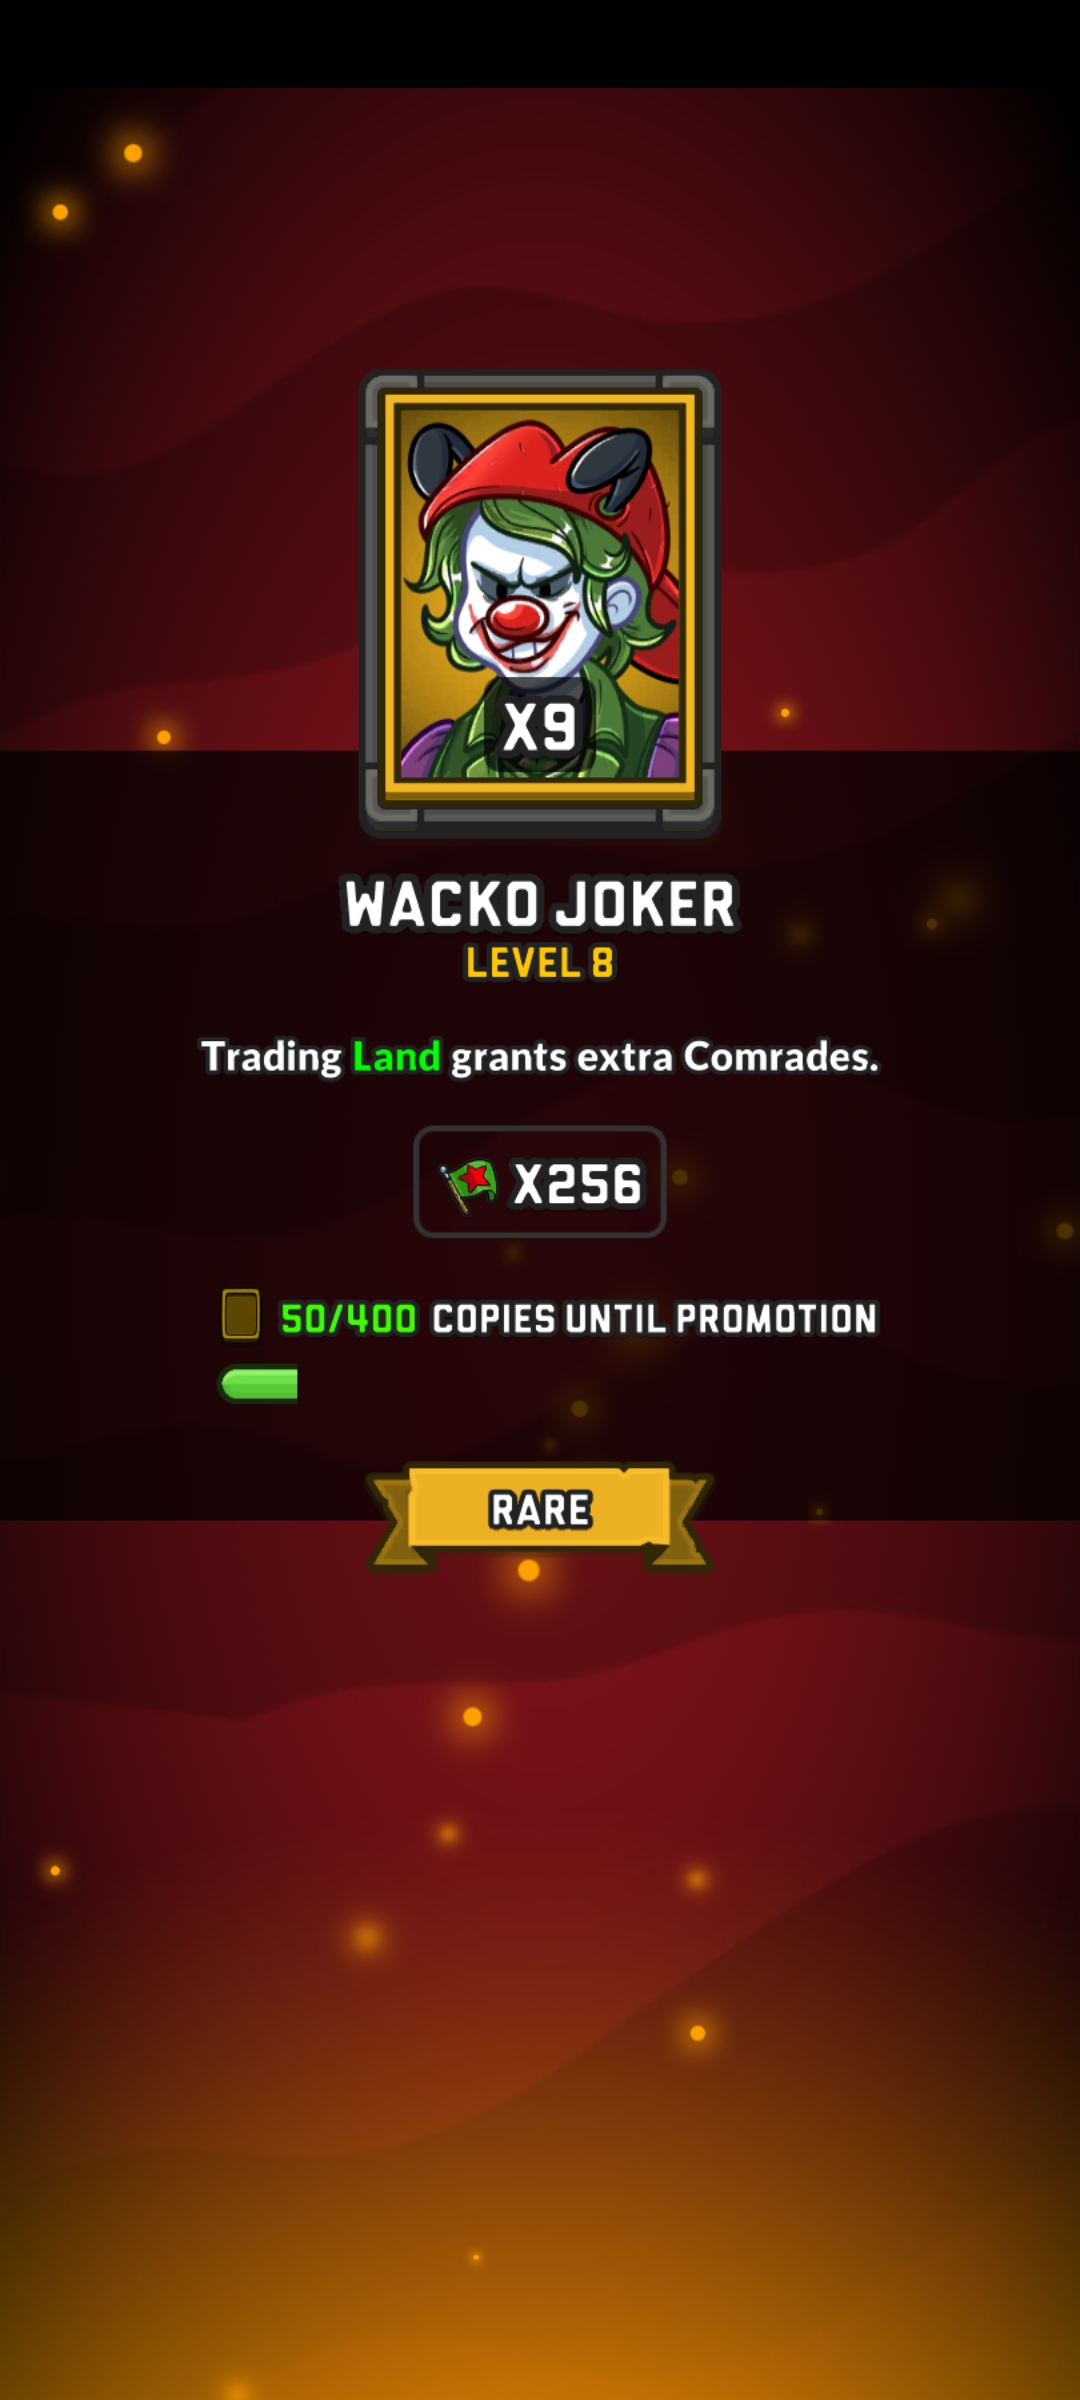 X9
WACKO JOKER
LEVEL 8
Trading Land grants extra Comrades.
X256
50/400 COPIES UNTIL PROMOTION
RARE